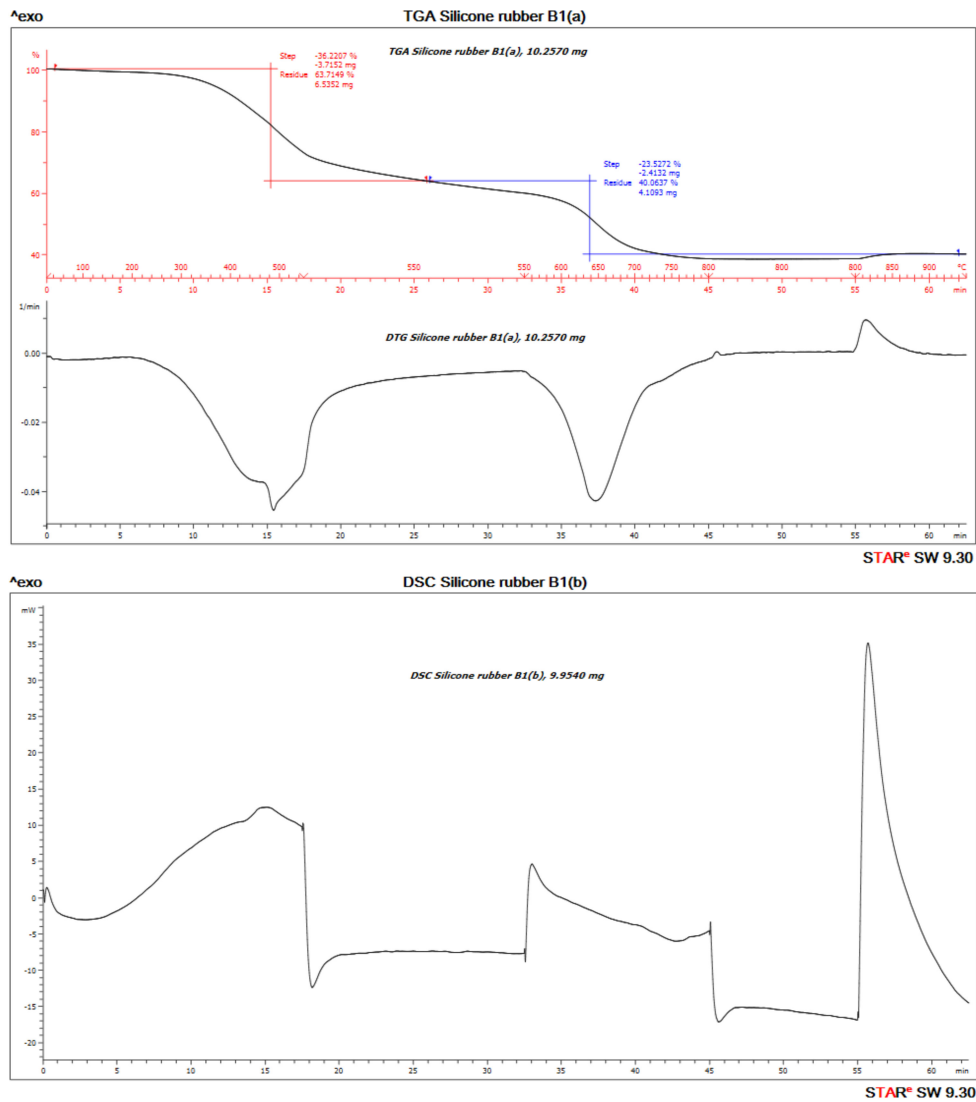 ^exo
TGA Silicone rubber B1(a)
%
TGA Silicone rubber B1(a), 10.2570 mg
Step -36.2207 %
-3.7152 mg
Residue 63.7149 %
6.5352 mg
Step -23.5272 %
-2.4132 mg
Residue 40.0637 %
4.1093 mg
100
80
60
40
100 200 300 400 500 550 550 600 650 700 750 800 800 800 850 900 °C
0 5 10 15 20 25 30 35 40 45 50 55 60 min
1/min
DTG Silicone rubber B1(a), 10.2570 mg
0.00
-0.02
-0.04
0 5 10 15 20 25 30 35 40 45 50 55 60 min
STARe SW 9.30
^exo
DSC Silicone rubber B1(b)
mW
DSC Silicone rubber B1(b), 9.9540 mg
35
30
25
20
15
10
5
0
-5
-10
-15
-20
0 5 10 15 20 25 30 35 40 45 50 55 60 min
STARe SW 9.30